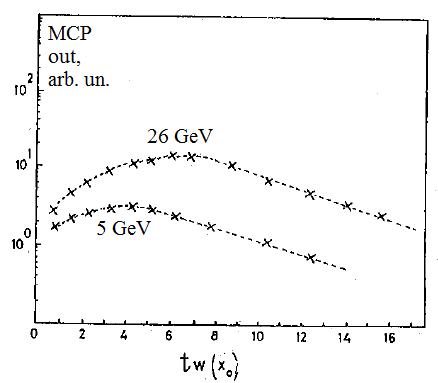 MCP
out,
arb. un.
10²
26 GeV
10¹
5 GeV
10⁰
0 2 4 6 8 10 12 14 16
tw (x₀)